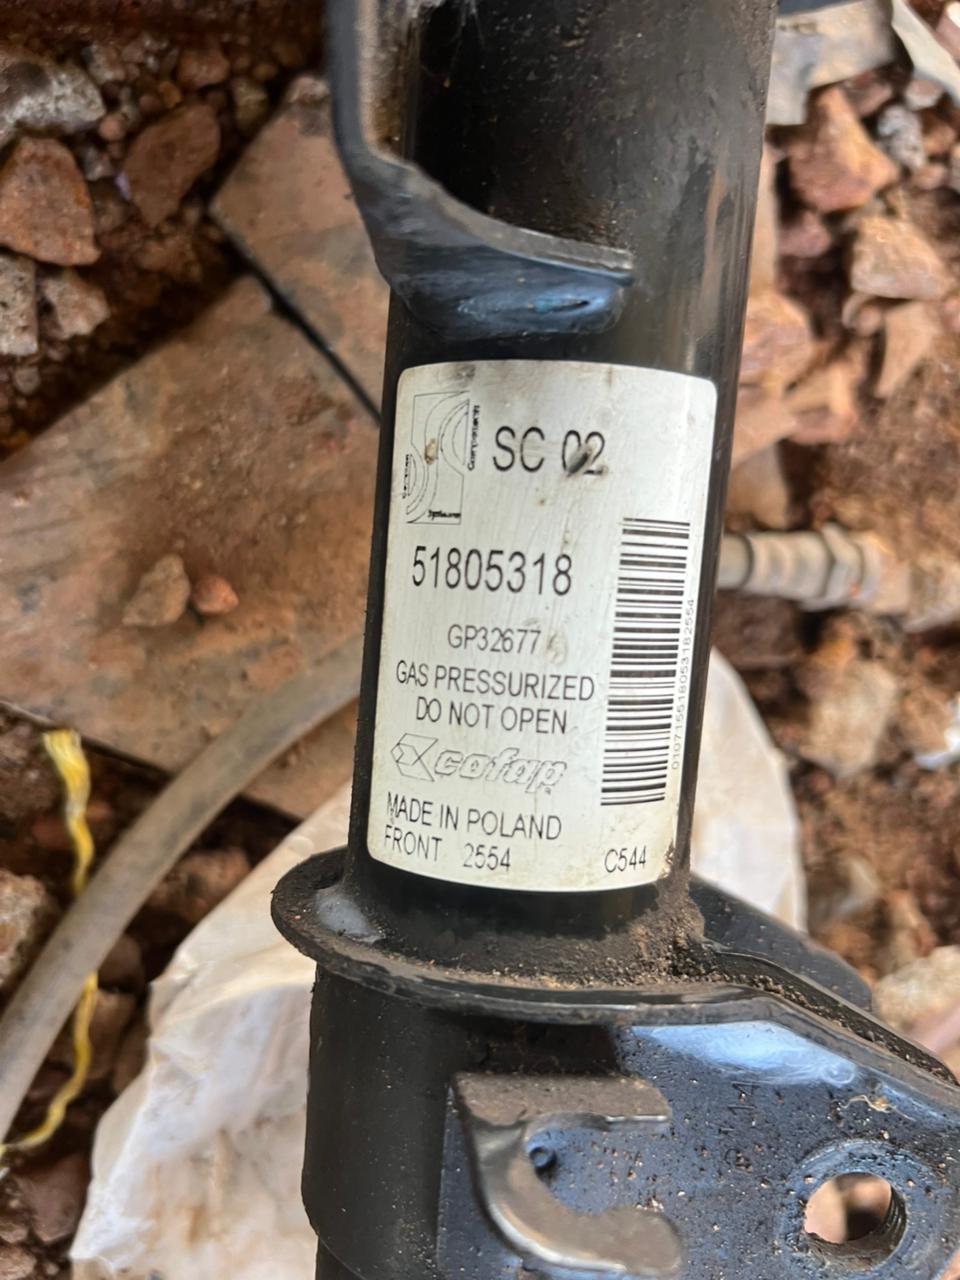 SC 02
51805318
GP32677
GAS PRESSURIZED
DO NOT OPEN
cofap
MADE IN POLAND
FRONT 2554 C544